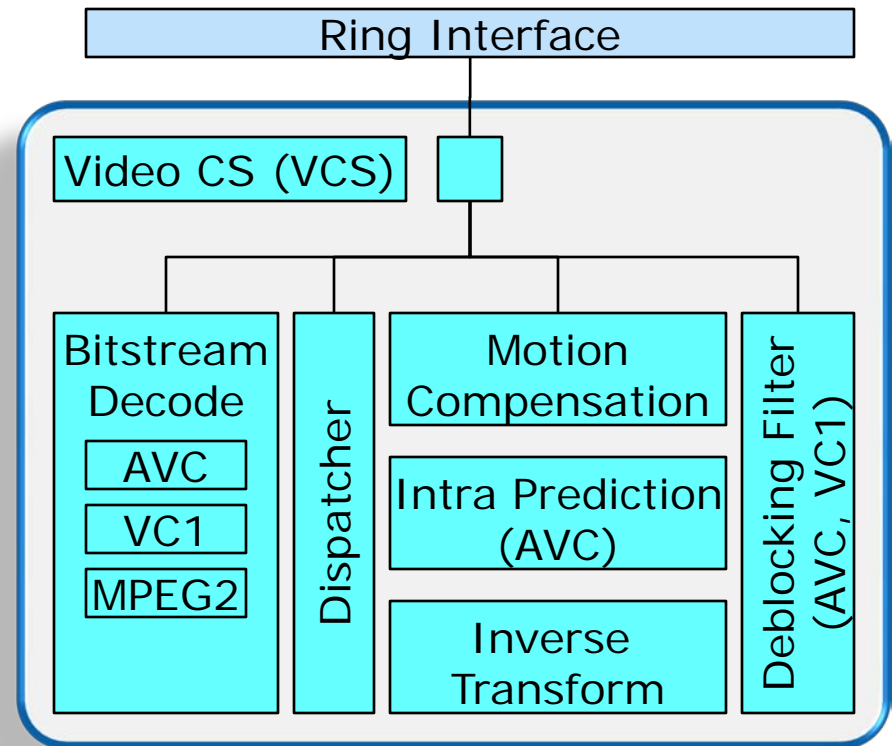 Ring Interface
Video CS (VCS)
Bitstream
Decode
AVC
VC1
MPEG2
Dispatcher
Motion
Compensation
Intra Prediction
(AVC)
Inverse
Transform
Deblocking Filter
(AVC, VC1)